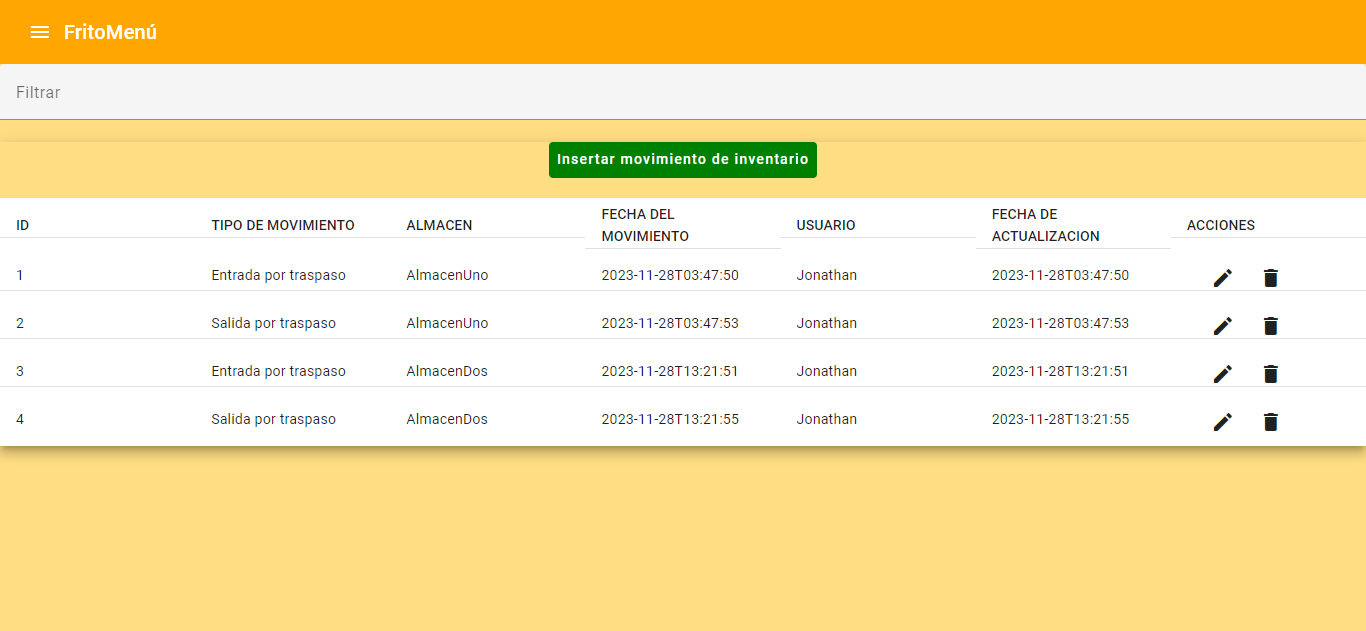 FritoMenú
Filtrar
Insertar movimiento de inventario
ID TIPO DE MOVIMIENTO ALMACEN FECHA DEL MOVIMIENTO USUARIO FECHA DE ACTUALIZACION ACCIONES
1 Entrada por traspaso AlmacenUno 2023-11-28T03:47:50 Jonathan 2023-11-28T03:47:50
2 Salida por traspaso AlmacenUno 2023-11-28T03:47:53 Jonathan 2023-11-28T03:47:53
3 Entrada por traspaso AlmacenDos 2023-11-28T13:21:51 Jonathan 2023-11-28T13:21:51
4 Salida por traspaso AlmacenDos 2023-11-28T13:21:55 Jonathan 2023-11-28T13:21:55